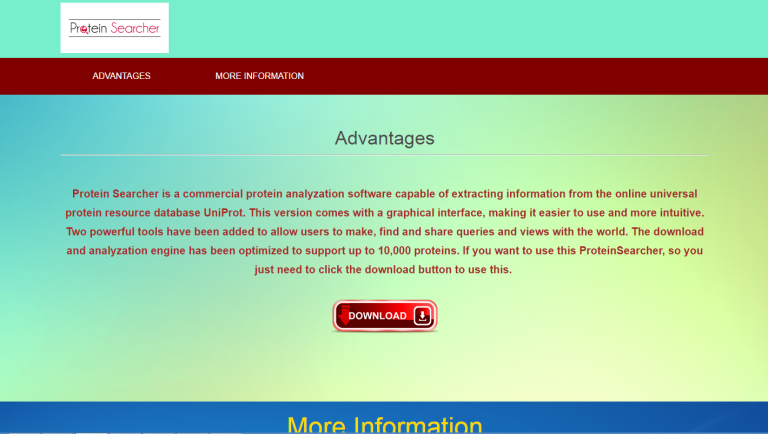 Protein Searcher
ADVANTAGES
MORE INFORMATION
Advantages
Protein Searcher is a commercial protein analyzation software capable of extracting information from the online universal
protein resource database UniProt. This version comes with a graphical interface, making it easier to use and more intuitive.
Two powerful tools have been added to allow users to make, find and share queries and views with the world. The download
and analyzation engine has been optimized to support up to 10,000 proteins. If you want to use this ProteinSearcher, so you
just need to click the download button to use this.
DOWNLOAD
More Information